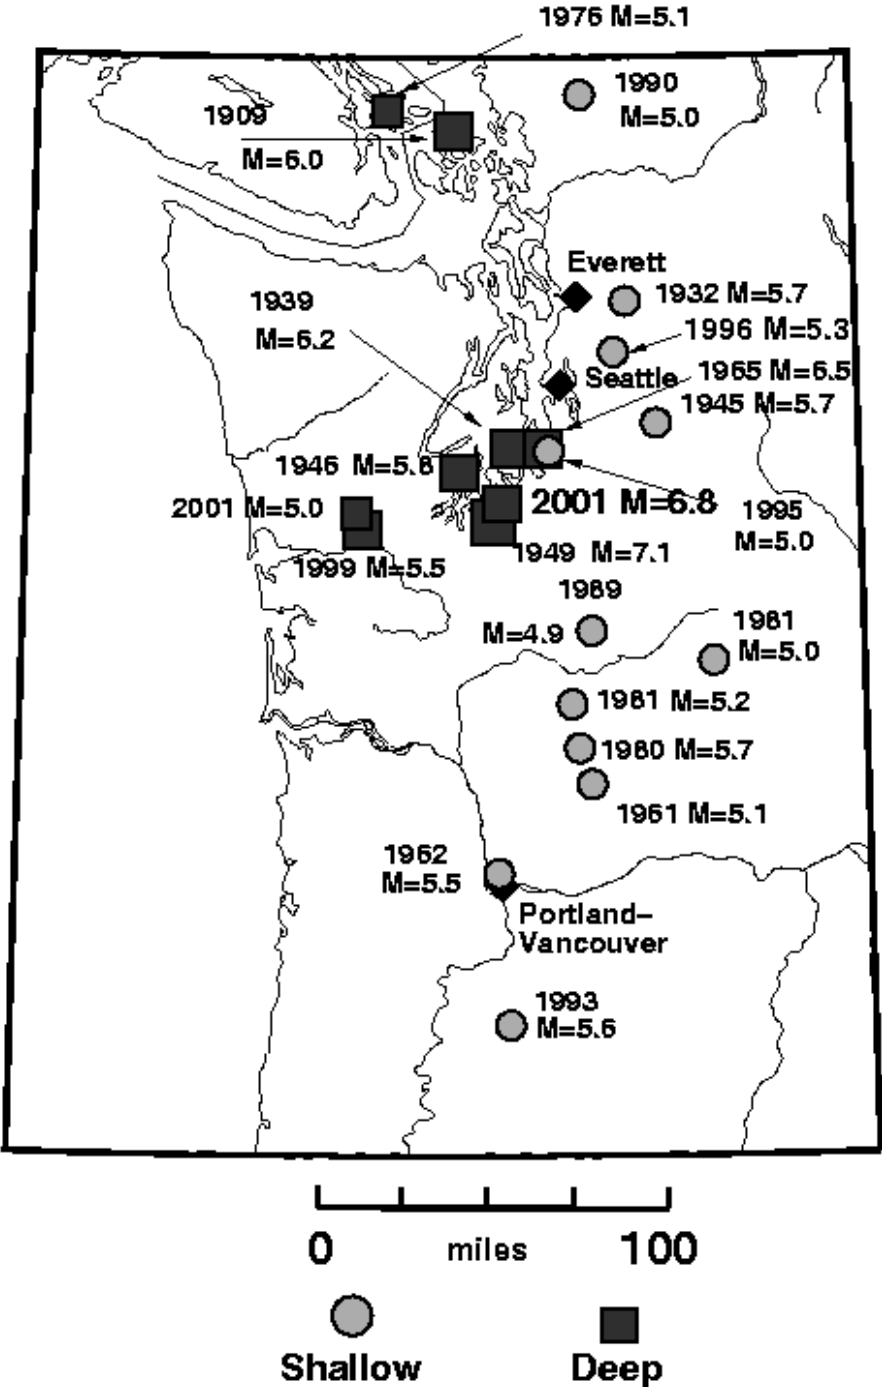 1976 M=5.1
1990
M=5.0
1909
M=6.0
Everett
1932 M=5.7
1939
M=6.2
1996 M=5.3
1965 M=6.5
Seattle
1945 M=5.7
1946 M=5.8
2001 M=5.0
2001 M=6.8
1995
M=5.0
1949 M=7.1
1999 M=5.5
1989
M=4.9
1981
M=5.0
1981 M=5.2
1980 M=5.7
1961 M=5.1
1962
M=5.5
Portland–
Vancouver
1993
M=5.6
0 miles 100
Shallow Deep